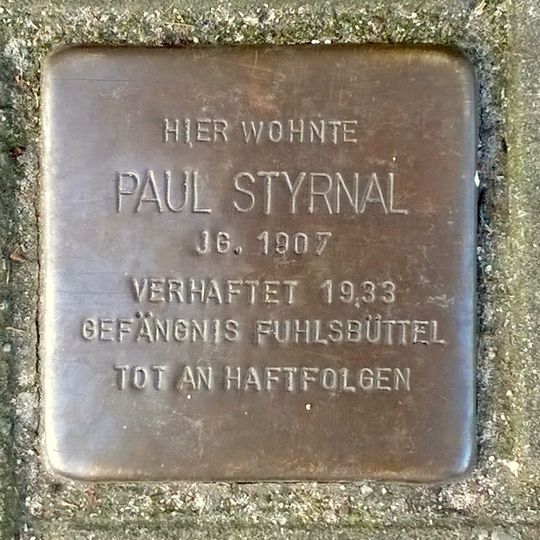 HIER WOHNTE
PAUL STYRNAL
JG. 1907
VERHAFTET 1933
GEFÄNGNIS FUHLSBÜTTEL
TOT AN HAFTFOLGEN